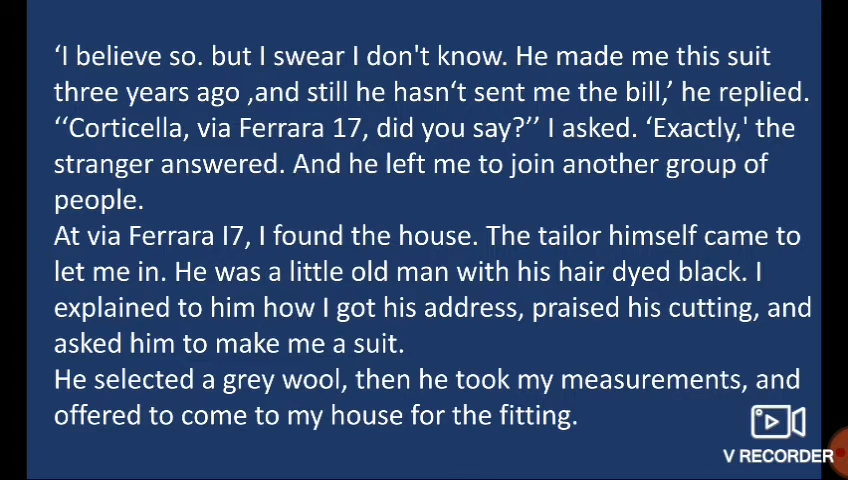 ‘I believe so. but I swear I don't know. He made me this suit
three years ago ,and still he hasn‘t sent me the bill,’ he replied.
‘‘Corticella, via Ferrara 17, did you say?’’ I asked. ‘Exactly,' the
stranger answered. And he left me to join another group of
people.
At via Ferrara I7, I found the house. The tailor himself came to
let me in. He was a little old man with his hair dyed black. I
explained to him how I got his address, praised his cutting, and
asked him to make me a suit.
He selected a grey wool, then he took my measurements, and
offered to come to my house for the fitting.
V RECORDER